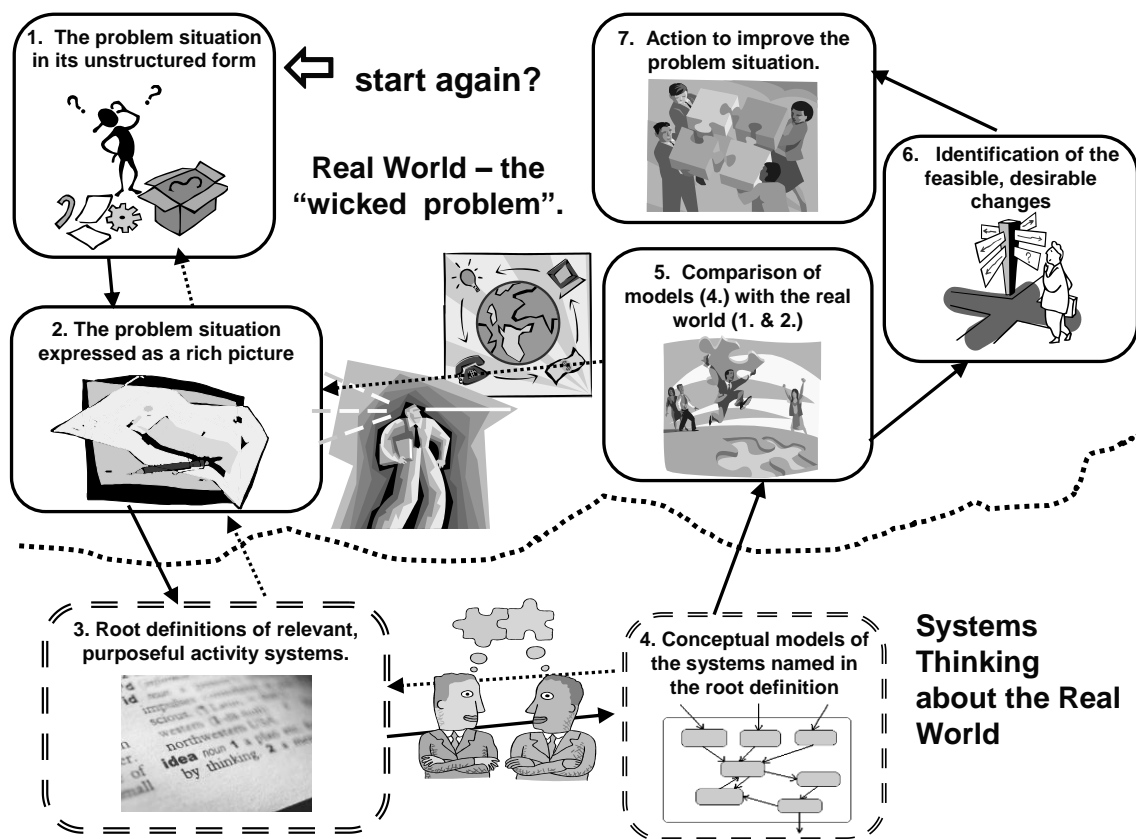 1. The problem situation
in its unstructured form
start again?
Real World – the
“wicked problem”.
7. Action to improve the
problem situation.
6. Identification of the
feasible, desirable
changes
?
2. The problem situation
expressed as a rich picture
5. Comparison of
models (4.) with the real
world (1. & 2.)
3. Root definitions of relevant,
purposeful activity systems.
idea noun 1 a
by thinking. 2 a
4. Conceptual models of
the systems named in
the root definition
Systems
Thinking
about the Real
World